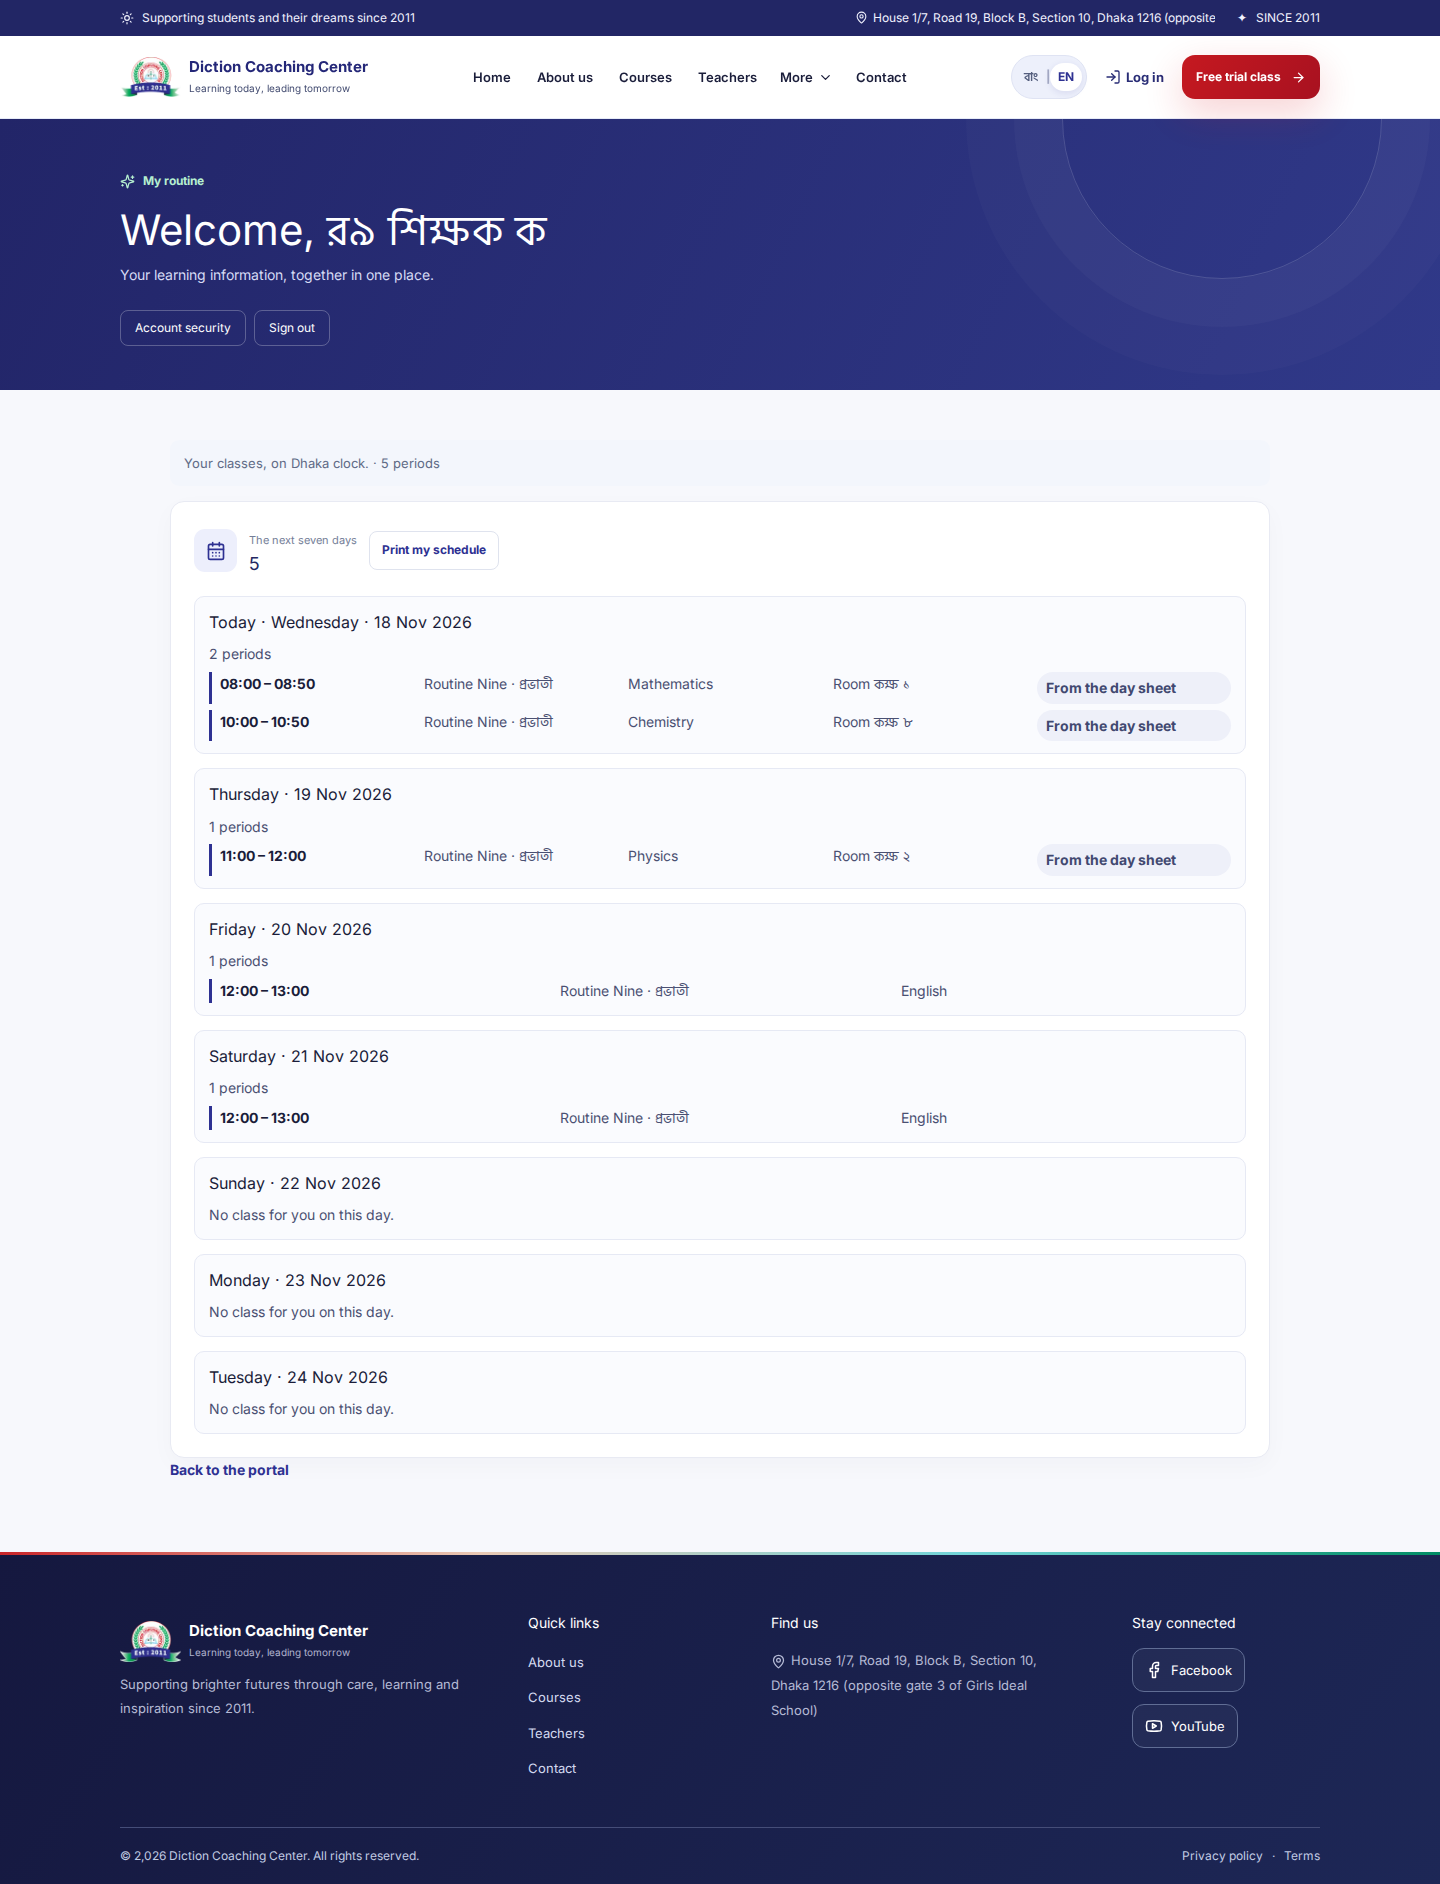 Supporting students and their dreams since 2011
House 1/7, Road 19, Block B, Section 10, Dhaka 1216 (opposite
✦ SINCE 2011
Est : 2011
Diction Coaching Center
Learning today, leading tomorrow
Home
About us
Courses
Teachers
More
Contact
বাং | EN
Log in
Free trial class
My routine
Welcome, র৯ শিক্ষক ক
Your learning information, together in one place.
Account security
Sign out
Your classes, on Dhaka clock. · 5 periods
The next seven days
5
Print my schedule
Today · Wednesday · 18 Nov 2026
2 periods
08:00 – 08:50 Routine Nine · প্রভাতী Mathematics Room কক্ষ ১ From the day sheet
10:00 – 10:50 Routine Nine · প্রভাতী Chemistry Room কক্ষ ৮ From the day sheet
Thursday · 19 Nov 2026
1 periods
11:00 – 12:00 Routine Nine · প্রভাতী Physics Room কক্ষ ২ From the day sheet
Friday · 20 Nov 2026
1 periods
12:00 – 13:00 Routine Nine · প্রভাতী English
Saturday · 21 Nov 2026
1 periods
12:00 – 13:00 Routine Nine · প্রভাতী English
Sunday · 22 Nov 2026
No class for you on this day.
Monday · 23 Nov 2026
No class for you on this day.
Tuesday · 24 Nov 2026
No class for you on this day.
Back to the portal
Est : 2011
Diction Coaching Center
Learning today, leading tomorrow
Supporting brighter futures through care, learning and
inspiration since 2011.
Quick links
About us
Courses
Teachers
Contact
Find us
House 1/7, Road 19, Block B, Section 10,
Dhaka 1216 (opposite gate 3 of Girls Ideal
School)
Stay connected
Facebook
YouTube
© 2,026 Diction Coaching Center. All rights reserved.
Privacy policy · Terms